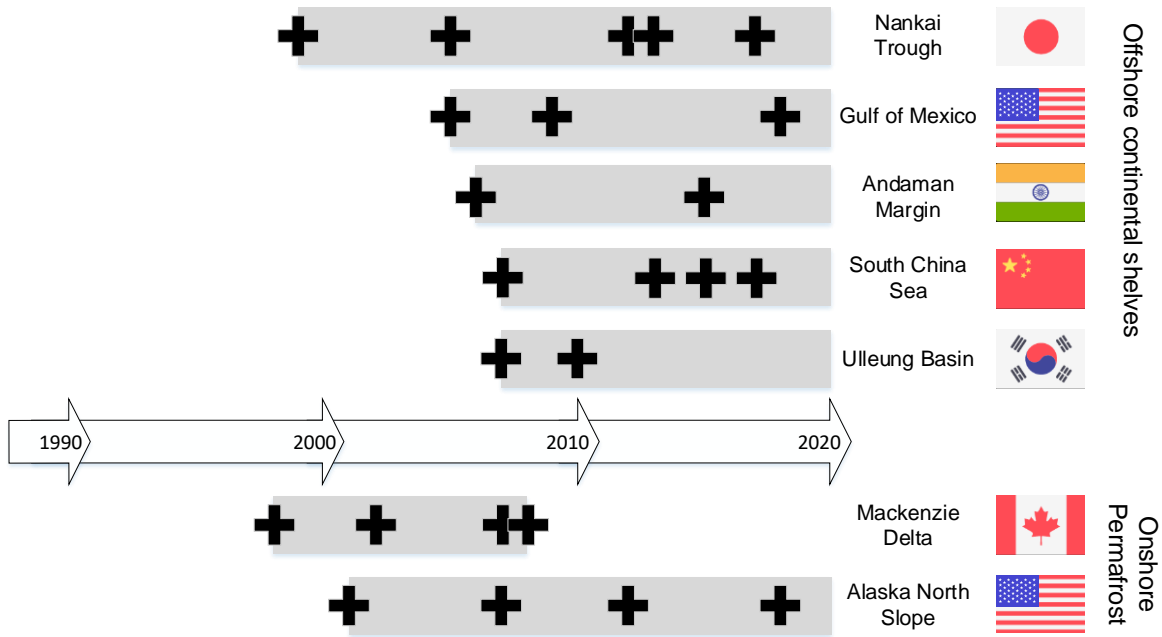 Nankai
Trough
Gulf of Mexico
Andaman
Margin
South China
Sea
Ulleung Basin
Offshore continental shelves
1990
2000
2010
2020
Mackenzie
Delta
Alaska North
Slope
Onshore
Permafrost